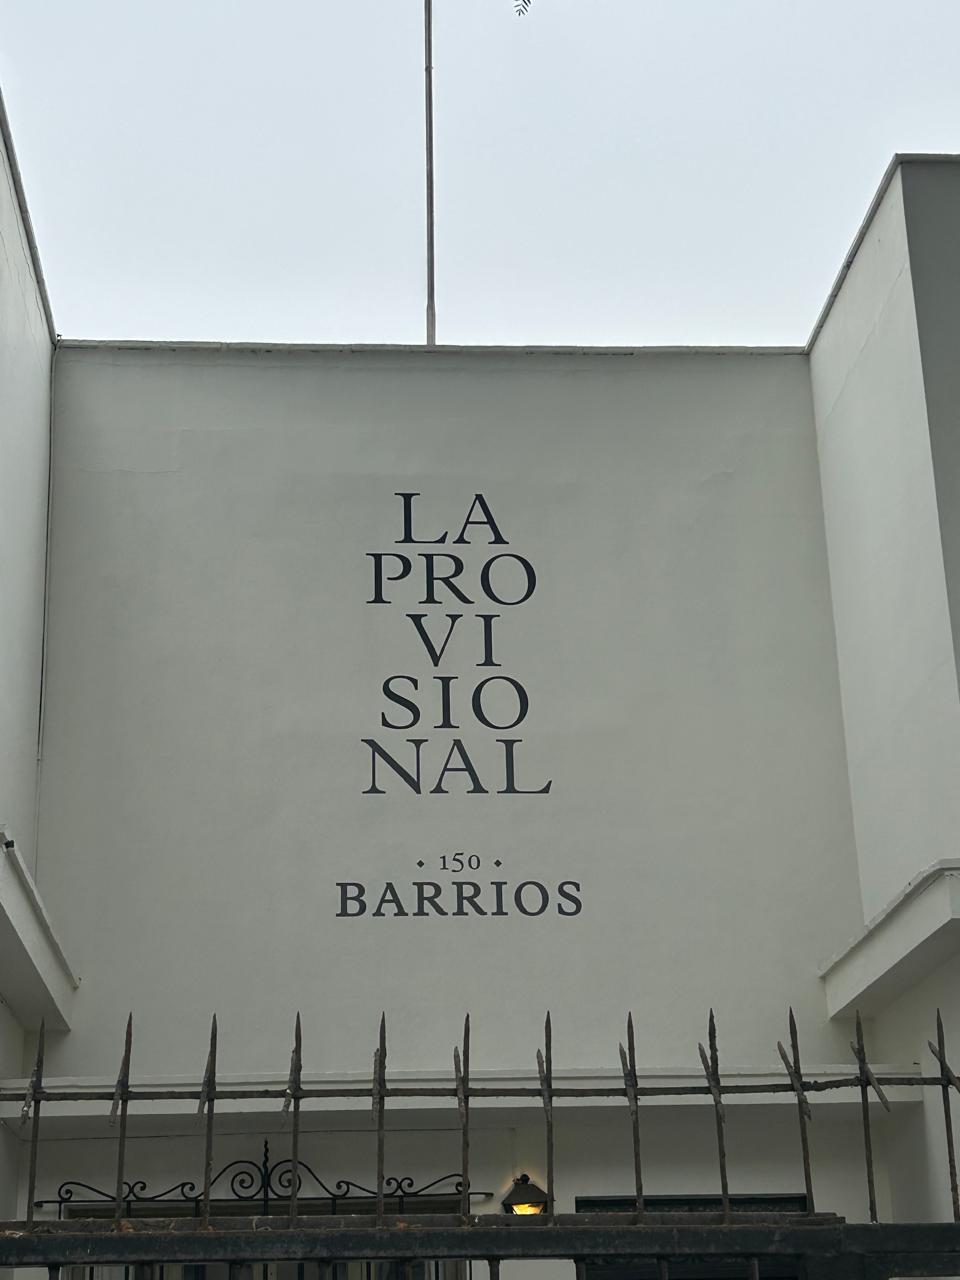 LA
PRO
VI
SIO
NAL
• 150 •
BARRIOS